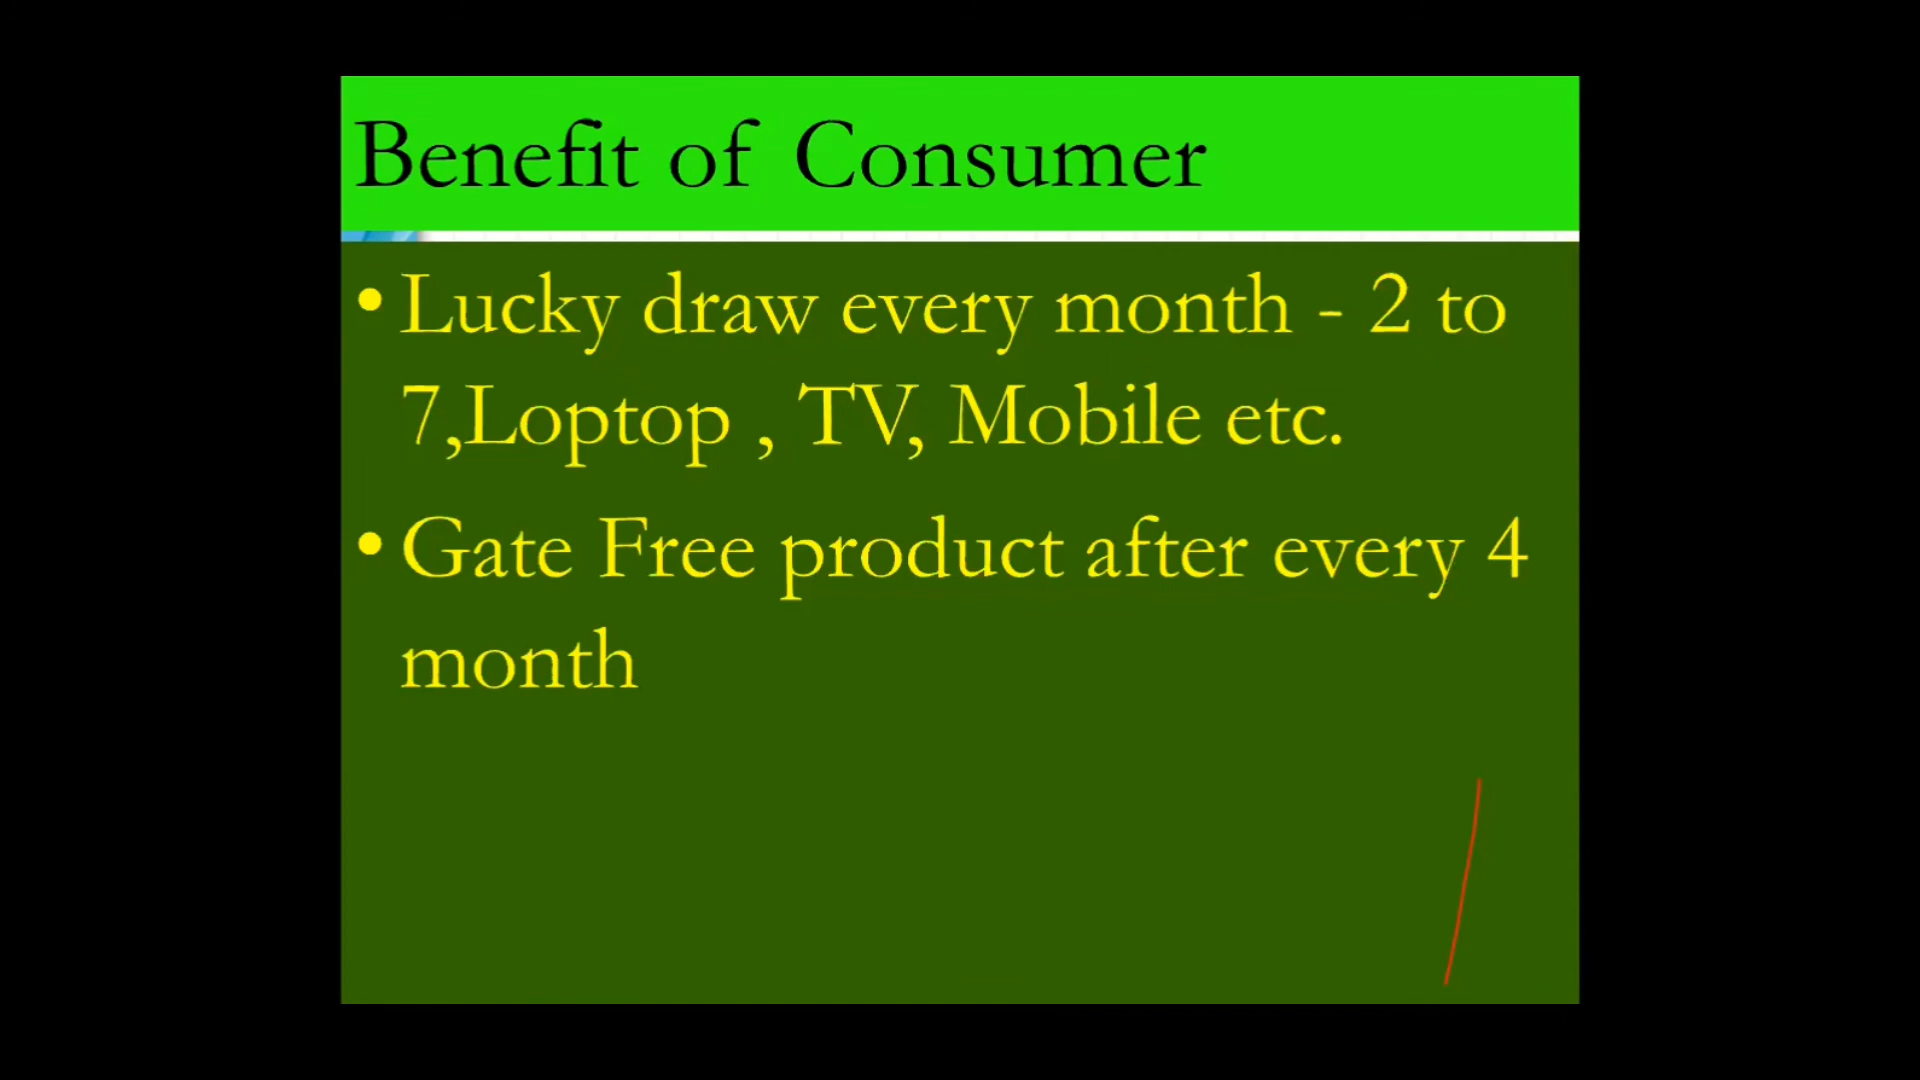 Benefit of Consumer
• Lucky draw every month - 2 to
7,Loptop , TV, Mobile etc.
• Gate Free product after every 4
month